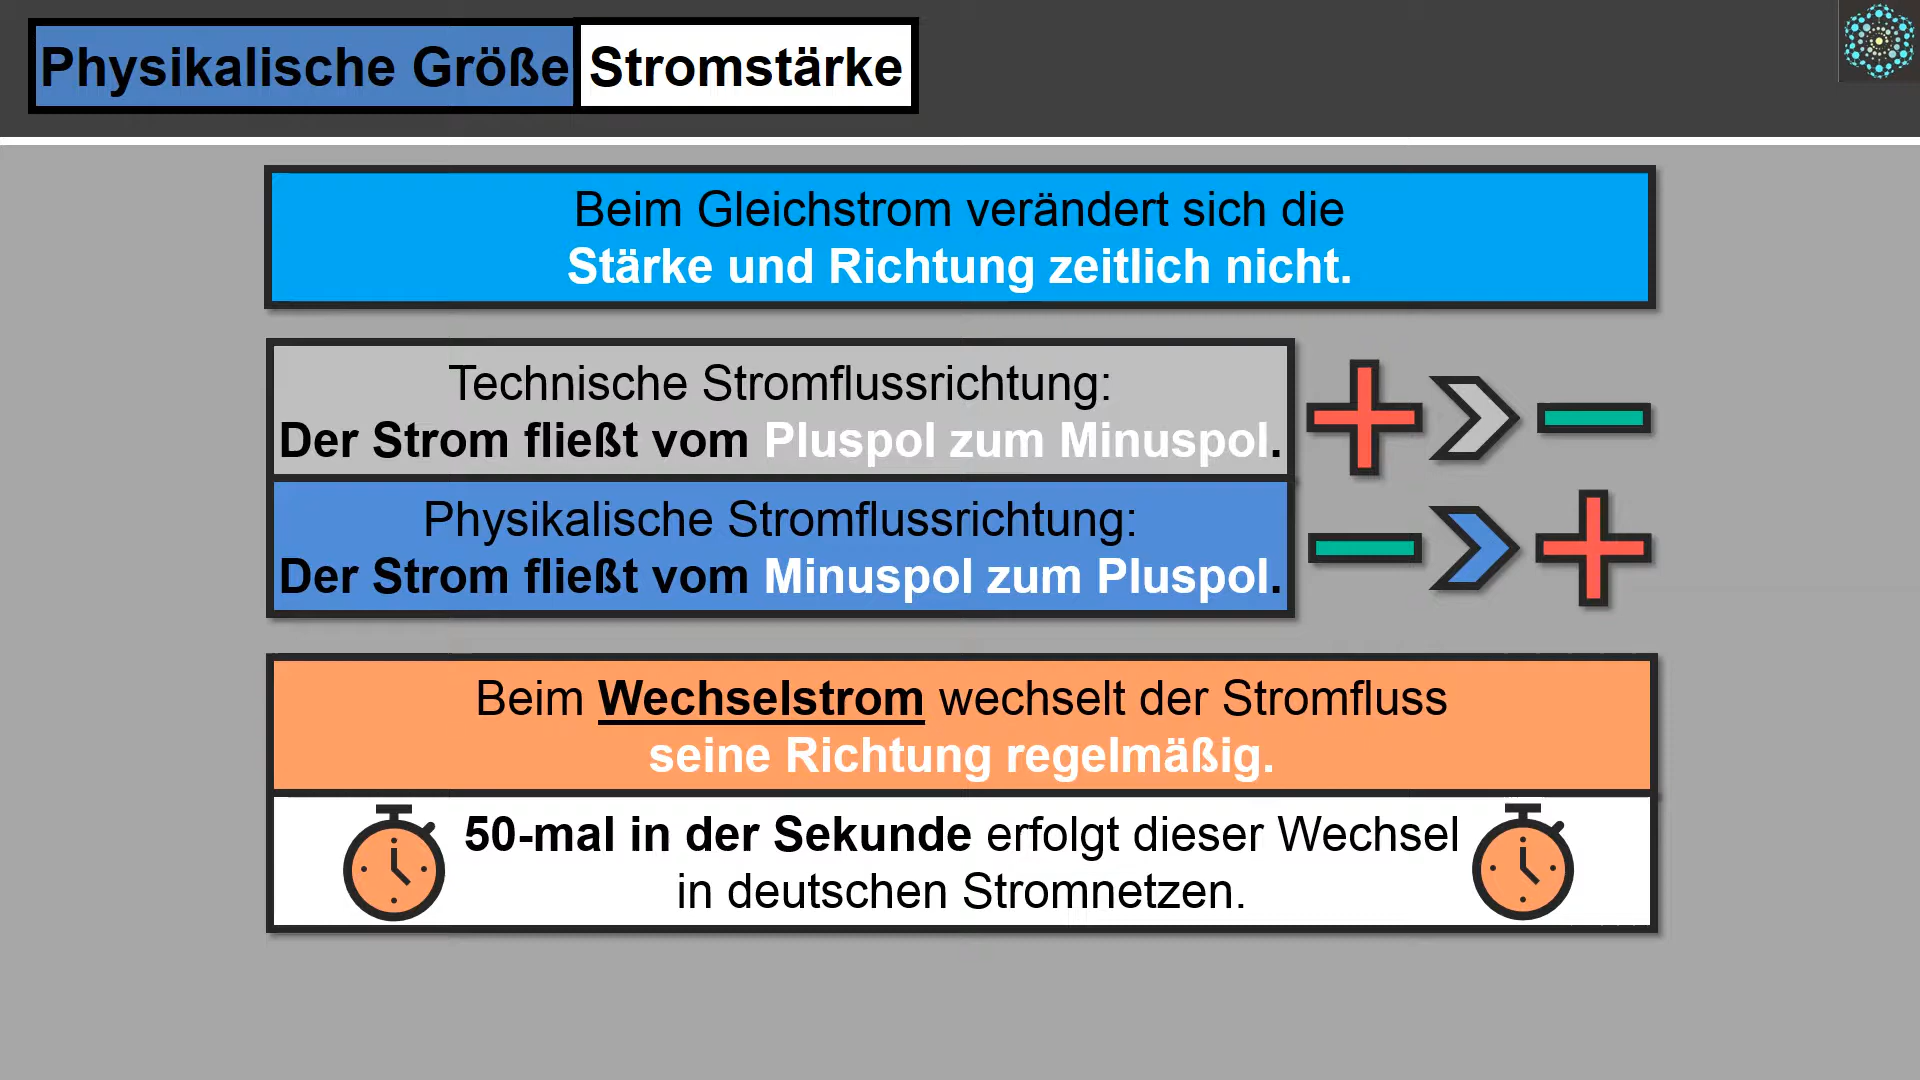 Physikalische Größe Stromstärke
Beim Gleichstrom verändert sich die
Stärke und Richtung zeitlich nicht.
Technische Stromflussrichtung:
Der Strom fließt vom Pluspol zum Minuspol.
Physikalische Stromflussrichtung:
Der Strom fließt vom Minuspol zum Pluspol.
Beim Wechselstrom wechselt der Stromfluss
seine Richtung regelmäßig.
50-mal in der Sekunde erfolgt dieser Wechsel
in deutschen Stromnetzen.